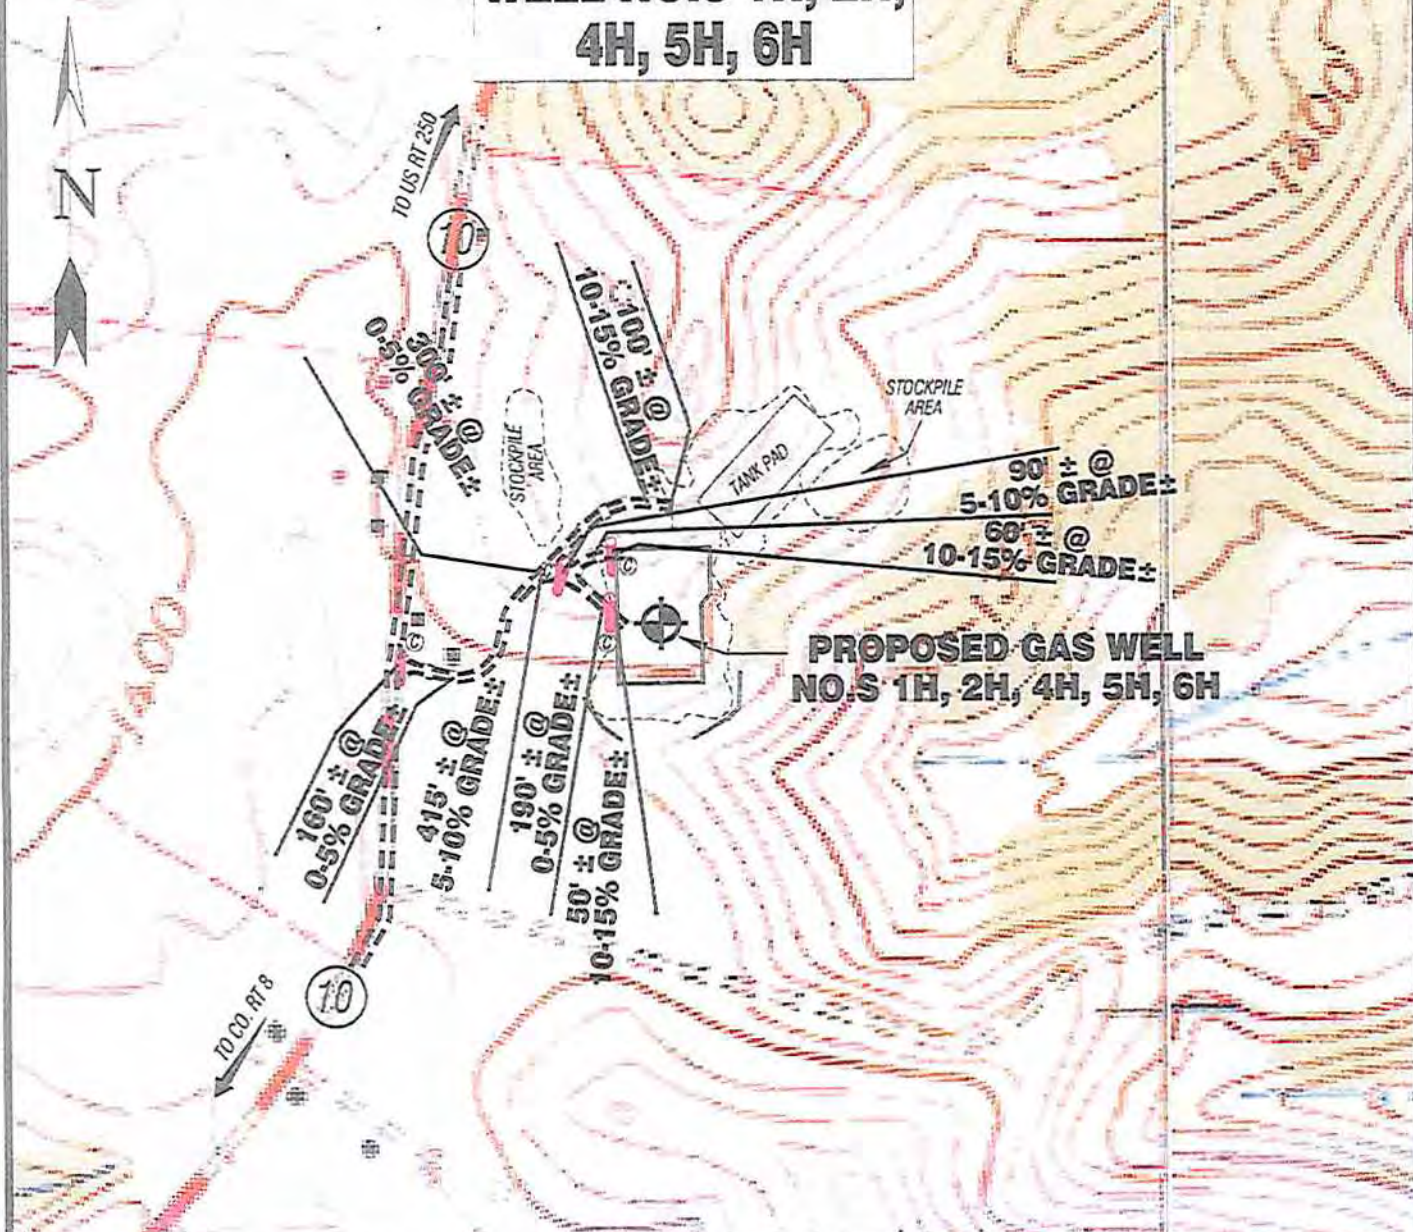 4H, 5H, 6H
TO US RT 250
N
10
1200
300' ± @
0-5% GRADE±
100' ± @
10-15% GRADE±
STOCKPILE
AREA
STOCKPILE
AREA
TANK PAD
90' ± @
5-10% GRADE±
± @
10-15% GRADE±
C
C
C
C
PROPOSED GAS WELL
NO.S 1H, 2H, 4H, 5H, 6H
1400
160' ± @
0-5% GRADE±
415' ± @
5-10% GRADE±
190' ± @
0-5% GRADE±
50' ± @
10-15% GRADE±
10
TO CO. RT 8